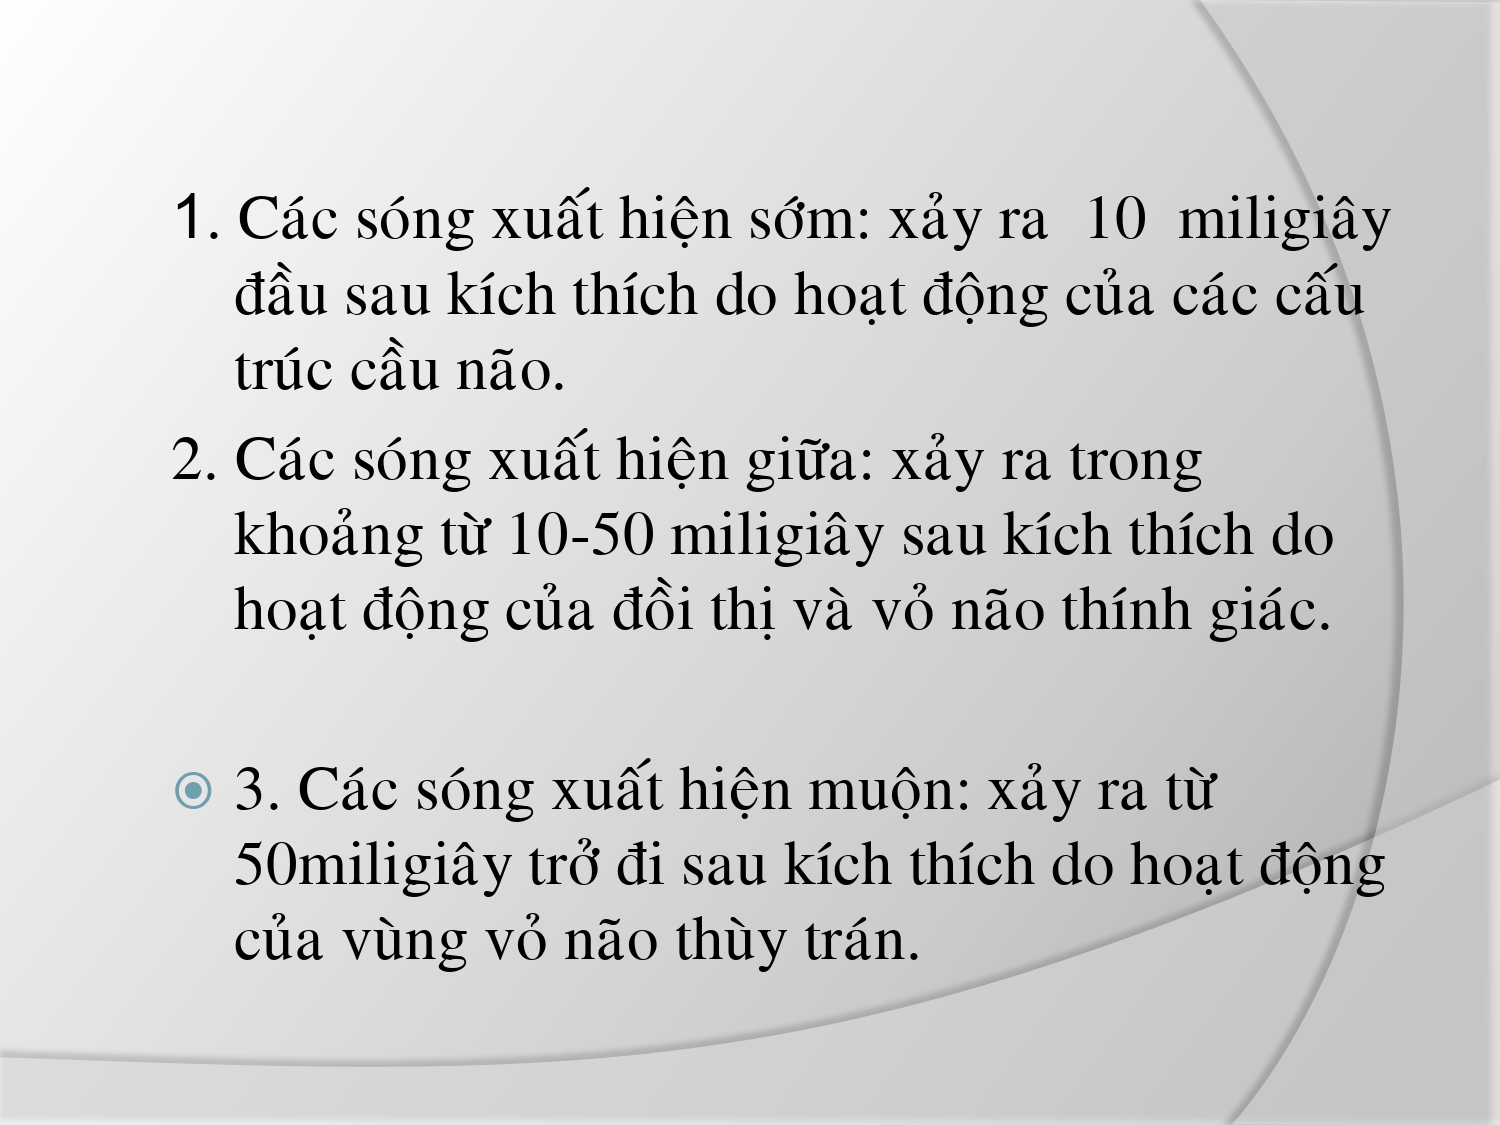 1. Các sóng xuất hiện sớm: xảy ra 10 miligiây
đầu sau kích thích do hoạt động của các cấu
trúc cầu não.
2. Các sóng xuất hiện giữa: xảy ra trong
khoảng từ 10-50 miligiây sau kích thích do
hoạt động của đồi thị và vỏ não thính giác.
3. Các sóng xuất hiện muộn: xảy ra từ
50miligiây trở đi sau kích thích do hoạt động
của vùng vỏ não thùy trán.